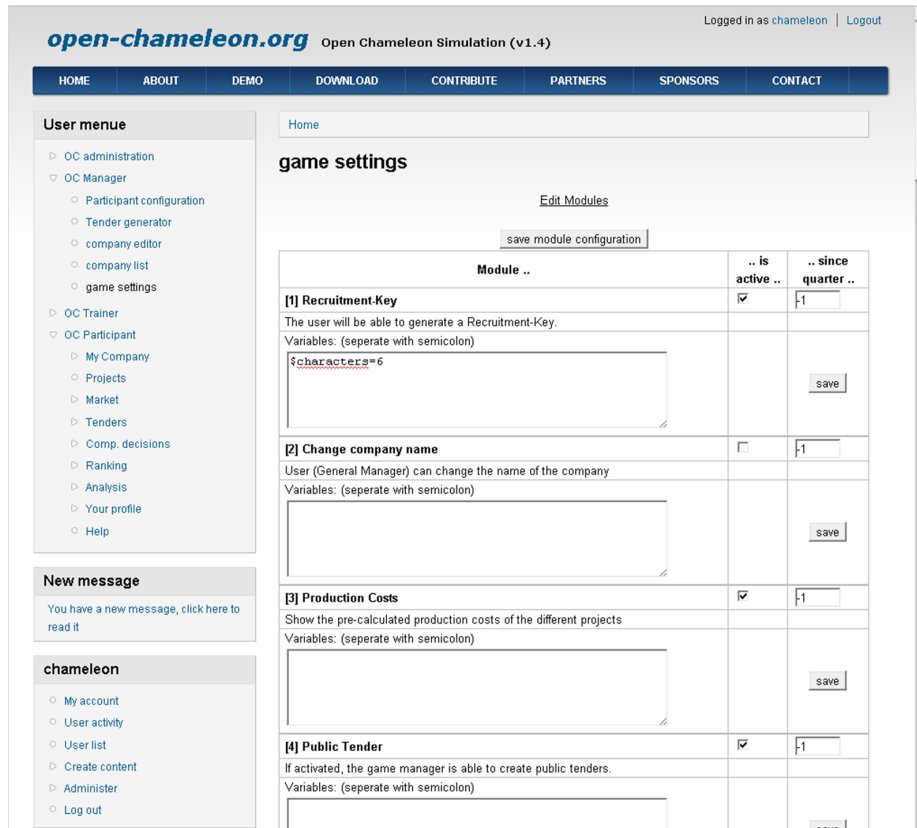 Logged in as chameleon | Logout
open-chameleon.org Open Chameleon Simulation (v1.4)
HOME ABOUT DEMO DOWNLOAD CONTRIBUTE PARTNERS SPONSORS CONTACT
User menue
OC administration
OC Manager
Participant configuration
Tender generator
company editor
company list
game settings
OC Trainer
OC Participant
My Company
Projects
Market
Tenders
Comp. decisions
Ranking
Analysis
Your profile
Help
New message
You have a new message, click here to
read it
chameleon
My account
User activity
User list
Create content
Administer
Log out
Home
game settings
Edit Modules
save module configuration
Module .. .. is active .. .. since quarter ..
[1] Recruitment-Key -1
The user will be able to generate a Recruitment-Key.
Variables: (seperate with semicolon)
$characters=6
save
[2] Change company name -1
User (General Manager) can change the name of the company
Variables: (seperate with semicolon)
save
[3] Production Costs -1
Show the pre-calculated production costs of the different projects
Variables: (seperate with semicolon)
save
[4] Public Tender -1
If activated, the game manager is able to create public tenders.
Variables: (seperate with semicolon)